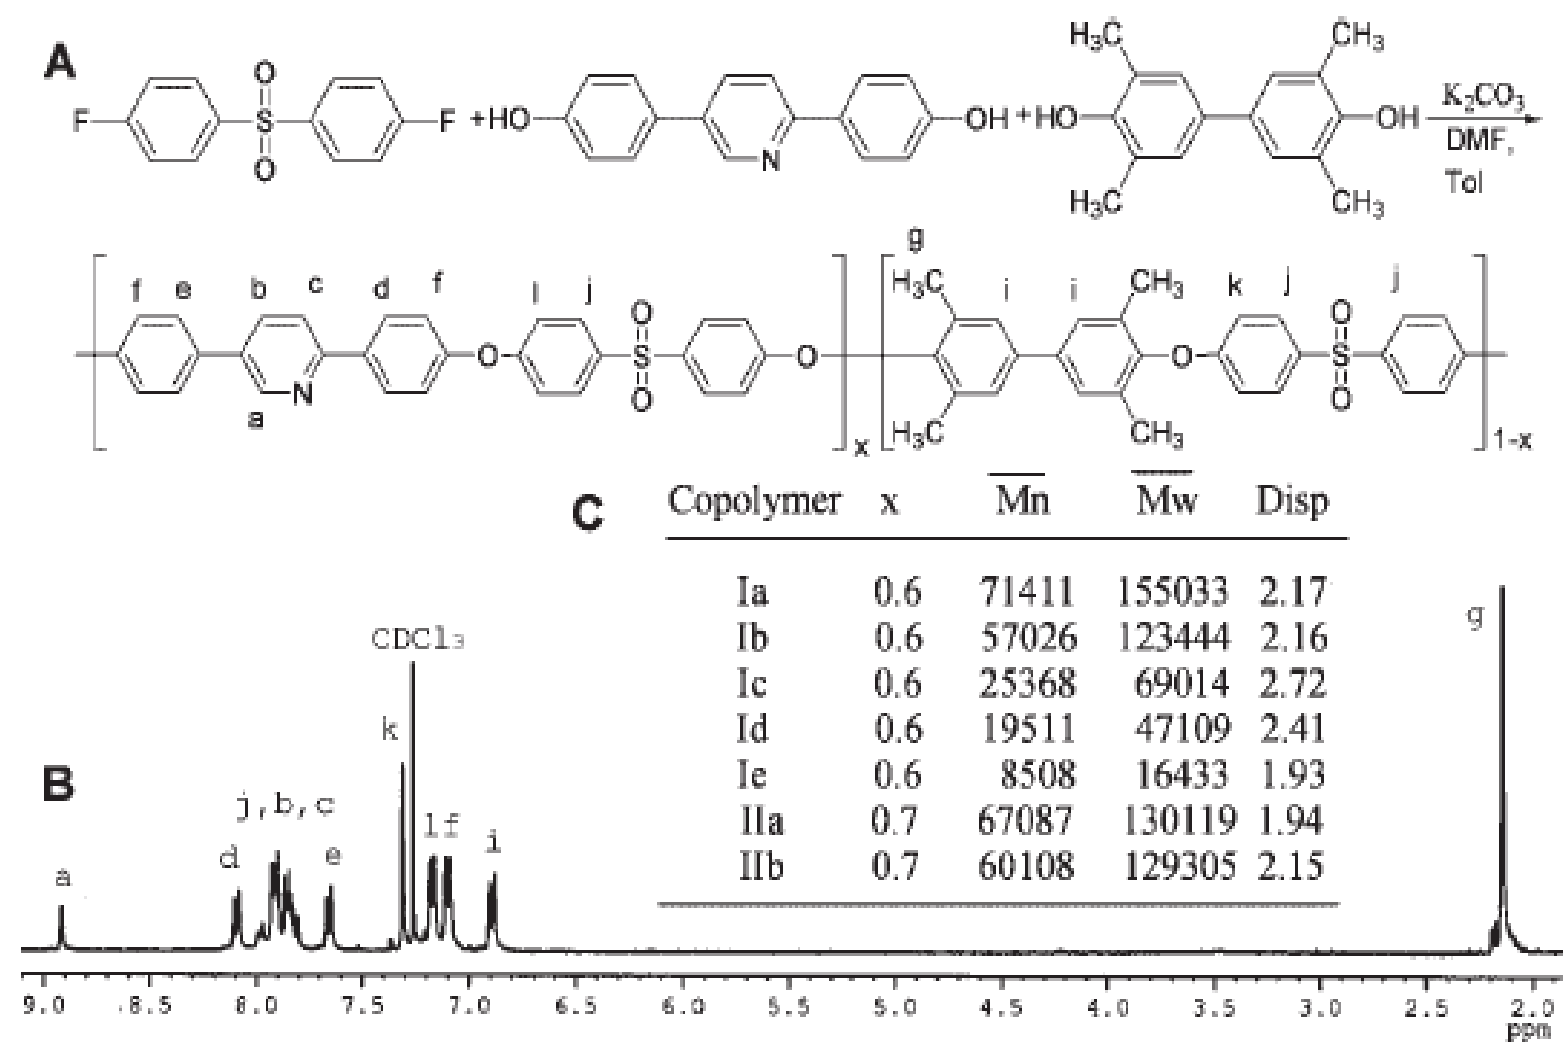 A
F S O O F +HO N OH +HO H₃C CH₃ H₃C CH₃ OH K₂CO₃
DMF,
Tol
f e b c d f l j g i i k j j
H₃C CH₃
O S O O O S O
N
a
H₃C CH₃
x 1-x
C Copolymer x Mn Mw Disp
Ia 0.6 71411 155033 2.17
Ib 0.6 57026 123444 2.16
Ic 0.6 25368 69014 2.72
Id 0.6 19511 47109 2.41
Ie 0.6 8508 16433 1.93
IIa 0.7 67087 130119 1.94
IIb 0.7 60108 129305 2.15
B
CDCl₃
k
j,b,c
lf
a d e i
g
9.0 8.5 8.0 7.5 7.0 6.5 6.0 5.5 5.0 4.5 4.0 3.5 3.0 2.5 2.0
ppm